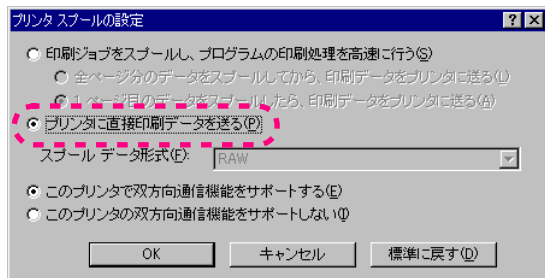 プリンタ スプールの設定
印刷ジョブをスプールし、プログラムの印刷処理を高速に行う(S)
全ページ分のデータをスプールしてから、印刷データをプリンタに送る(L)
1 ページ目のデータをスプールしたら、印刷データをプリンタに送る(A)
プリンタに直接印刷データを送る(P)
スプール データ形式(F): RAW
このプリンタで双方向通信機能をサポートする(E)
このプリンタの双方向通信機能をサポートしない(I)
OK キャンセル 標準に戻す(D)